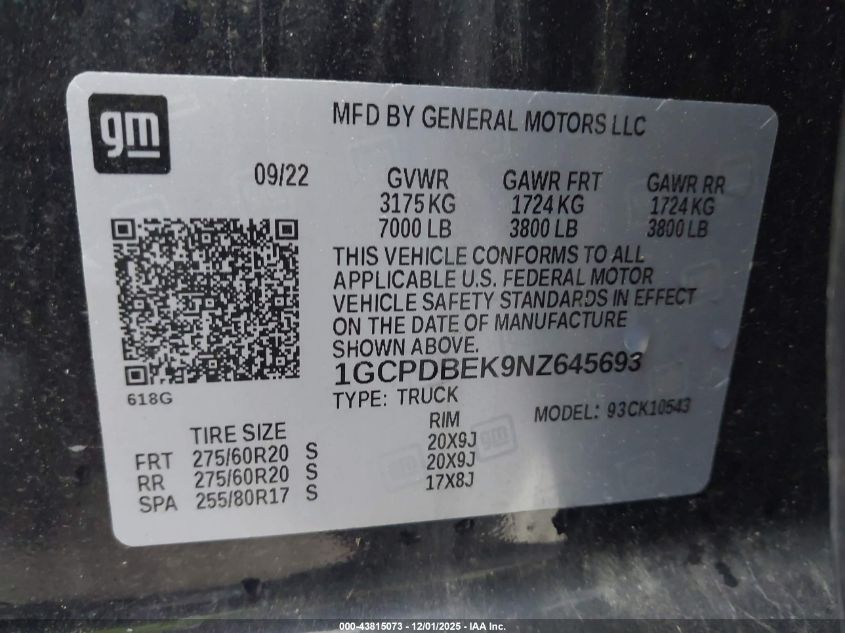 gm
MFD BY GENERAL MOTORS LLC
09/22
GVWR GAWR FRT GAWR RR
3175 KG 1724 KG 1724 KG
7000 LB 3800 LB 3800 LB
THIS VEHICLE CONFORMS TO ALL
APPLICABLE U.S. FEDERAL MOTOR
VEHICLE SAFETY STANDARDS IN EFFECT
ON THE DATE OF MANUFACTURE
SHOWN ABOVE.
1GCPDBEK9NZ645693
618G
TYPE: TRUCK
MODEL: 93CK10543
TIRE SIZE RIM
FRT 275/60R20 S 20X9J
RR 275/60R20 S 20X9J
SPA 255/80R17 S 17X8J
000-43815073 - 12/01/2025 - IAA Inc.